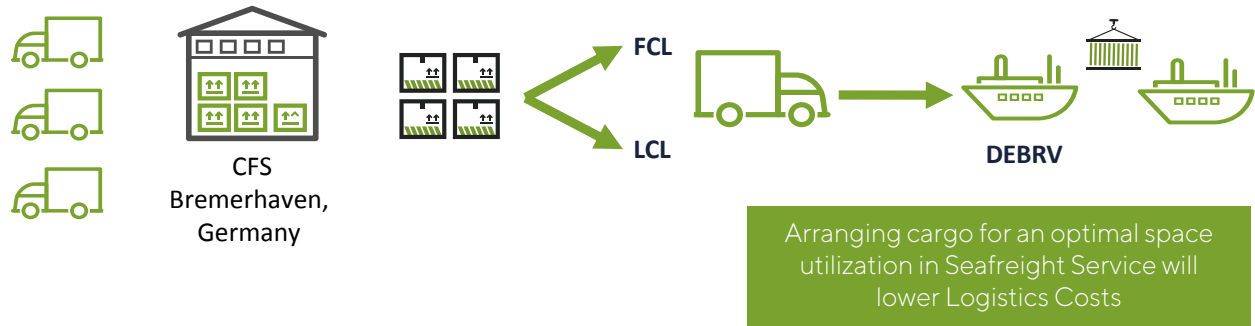 CFS
Bremerhaven,
Germany
FCL
LCL
DEBRV
Arranging cargo for an optimal space
utilization in Seafreight Service will
lower Logistics Costs